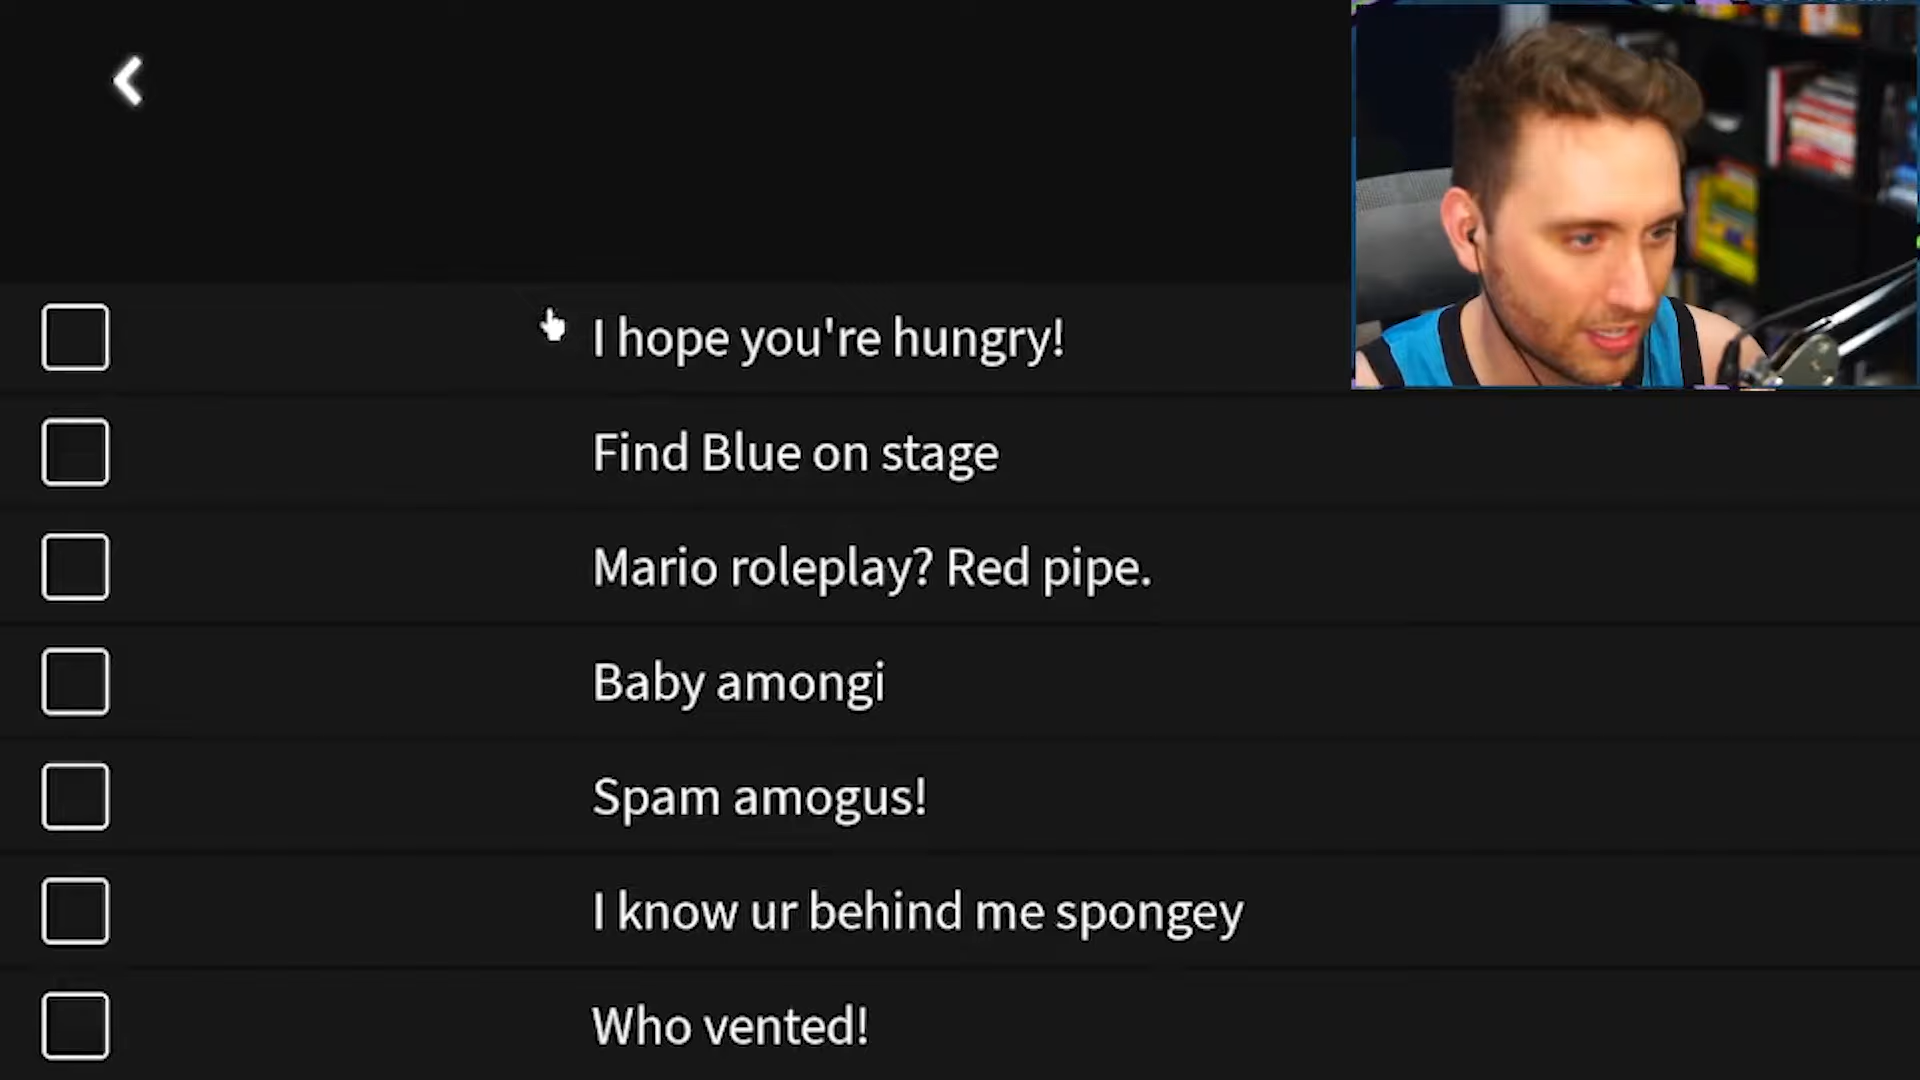 I hope you're hungry!
Find Blue on stage
Mario roleplay? Red pipe.
Baby amongi
Spam amogus!
I know ur behind me spongey
Who vented!